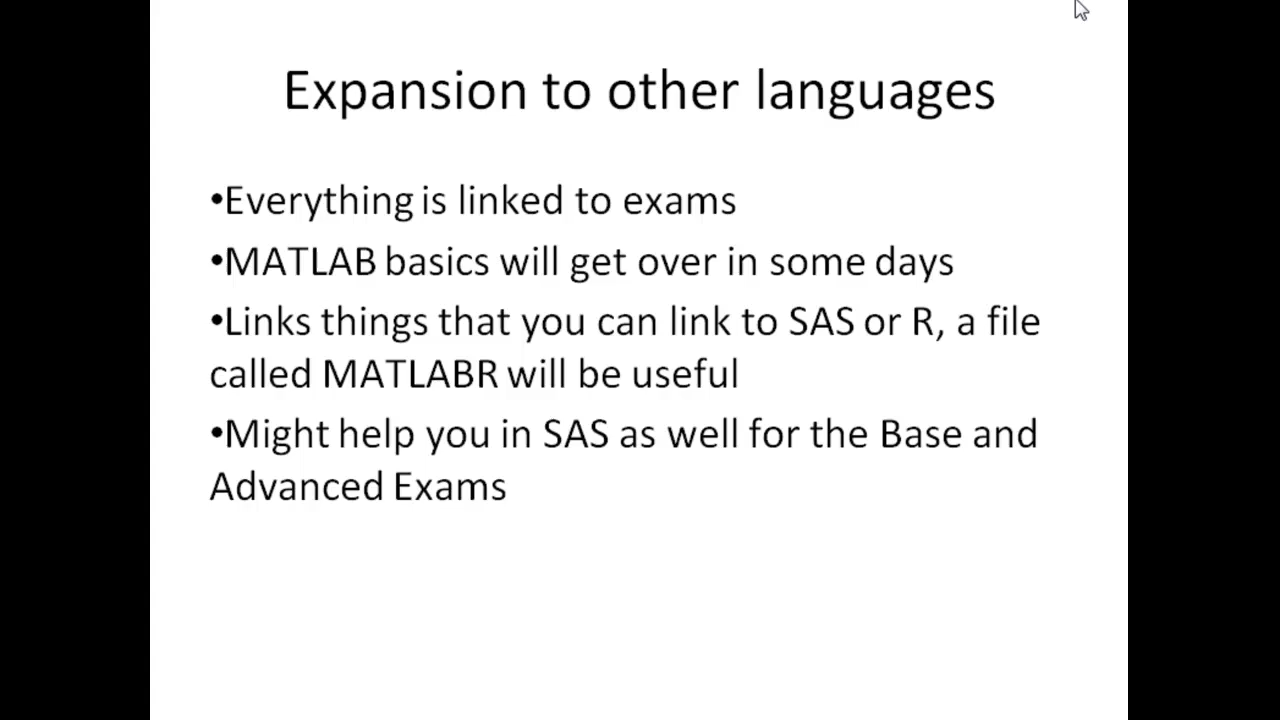 Expansion to other languages
•Everything is linked to exams
•MATLAB basics will get over in some days
•Links things that you can link to SAS or R, a file
called MATLABR will be useful
•Might help you in SAS as well for the Base and
Advanced Exams